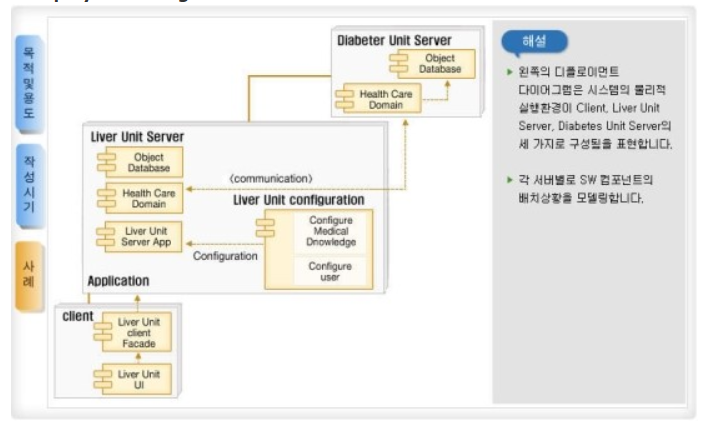 목적및용도
작성시기
사례
Diabeter Unit Server
Object
Database
Health Care
Domain
Liver Unit Server
Object
Database
Health Care
Domain
Liver Unit
Server App
〈communication〉
Liver Unit configuration
Configure
Medical
Dnowledge
Configure
user
Configuration
Application
client
Liver Unit
client
Facade
Liver Unit
UI
해설
▶ 왼쪽의 디플로이먼트
다이어그램은 시스템의 물리적
실행환경이 Client, Liver Unit
Server, Diabetes Unit Server의
세 가지로 구성됨을 표현합니다.
▶ 각 서버별로 SW 컴포넌트의
배치상황을 모델링합니다.